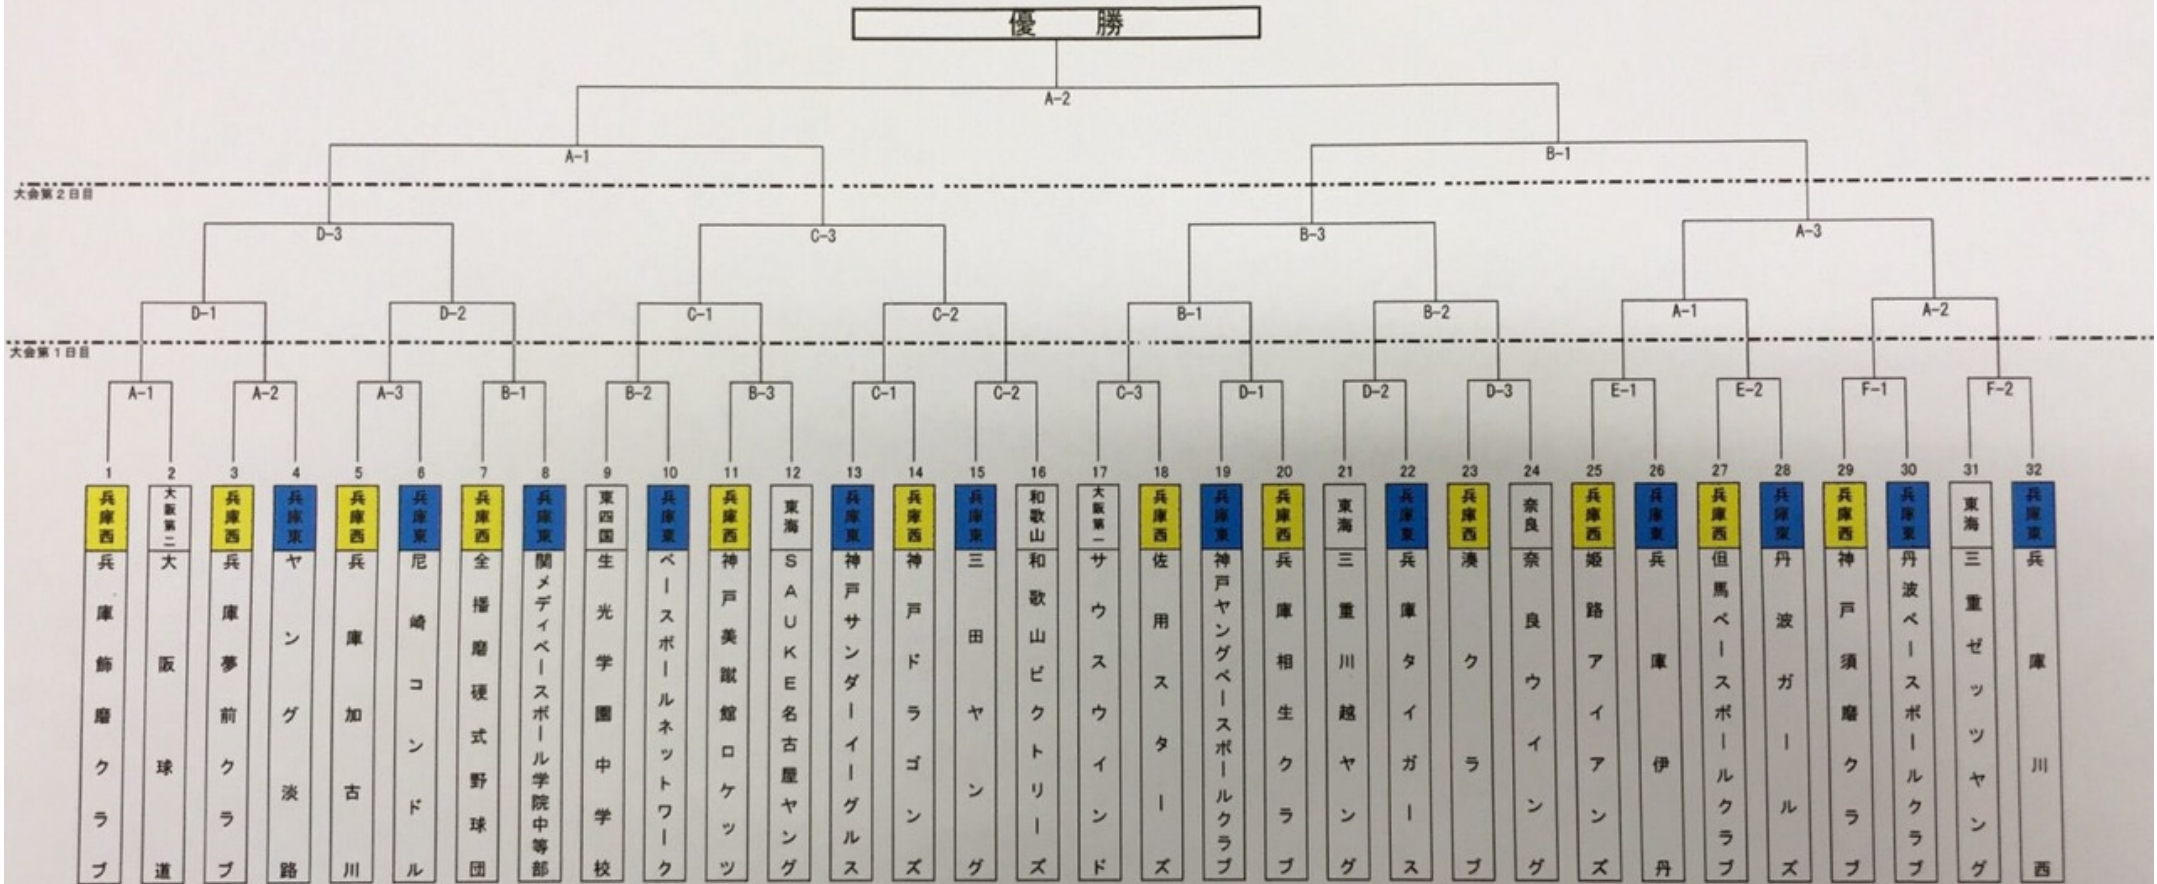 優 勝
A-2
A-1 B-1
大会第2日目
D-3 C-3 B-3 A-3
D-1 D-2 C-1 C-2 B-1 B-2 A-1 A-2
大会第1日目
A-1 A-2 A-3 B-1 B-2 B-3 C-1 C-2 C-3 D-1 D-2 D-3 E-1 E-2 F-1 F-2
1 2 3 4 5 6 7 8 9 10 11 12 13 14 15 16 17 18 19 20 21 22 23 24 25 26 27 28 29 30 31 32
兵庫西 大阪第二 兵庫西 兵庫東 兵庫西 兵庫東 兵庫西 兵庫東 東四国 兵庫東 兵庫西 東海 兵庫東 兵庫西 兵庫東 和歌山 大阪第一 兵庫西 兵庫東 兵庫西 東海 兵庫東 兵庫西 奈良 兵庫西 兵庫東 兵庫西 兵庫東 兵庫西 兵庫東 東海 兵庫東
兵庫飾磨クラブ
大阪球道
兵庫夢前クラブ
ヤング淡路
兵庫加古川
尼崎コンドル
全播磨硬式野球団
関メディベースボール学院中等部
生光学園中学校
ベースボールネットワーク
神戸美蹴館ロケッツ
SAUKE名古屋ヤング
神戸サンダーイーグルス
神戸ドラゴンズ
三田ヤング
和歌山ビクトリーズ
サウスウインド
佐用スターズ
神戸ヤングベースボールクラブ
兵庫相生クラブ
三重川越ヤング
兵庫タイガース
湊クラブ
奈良ウイング
姫路アイアンズ
兵庫伊丹
但馬ベースボールクラブ
丹波ガールズ
神戸須磨クラブ
丹波ベースボールクラブ
三重ゼッツヤング
兵庫川西